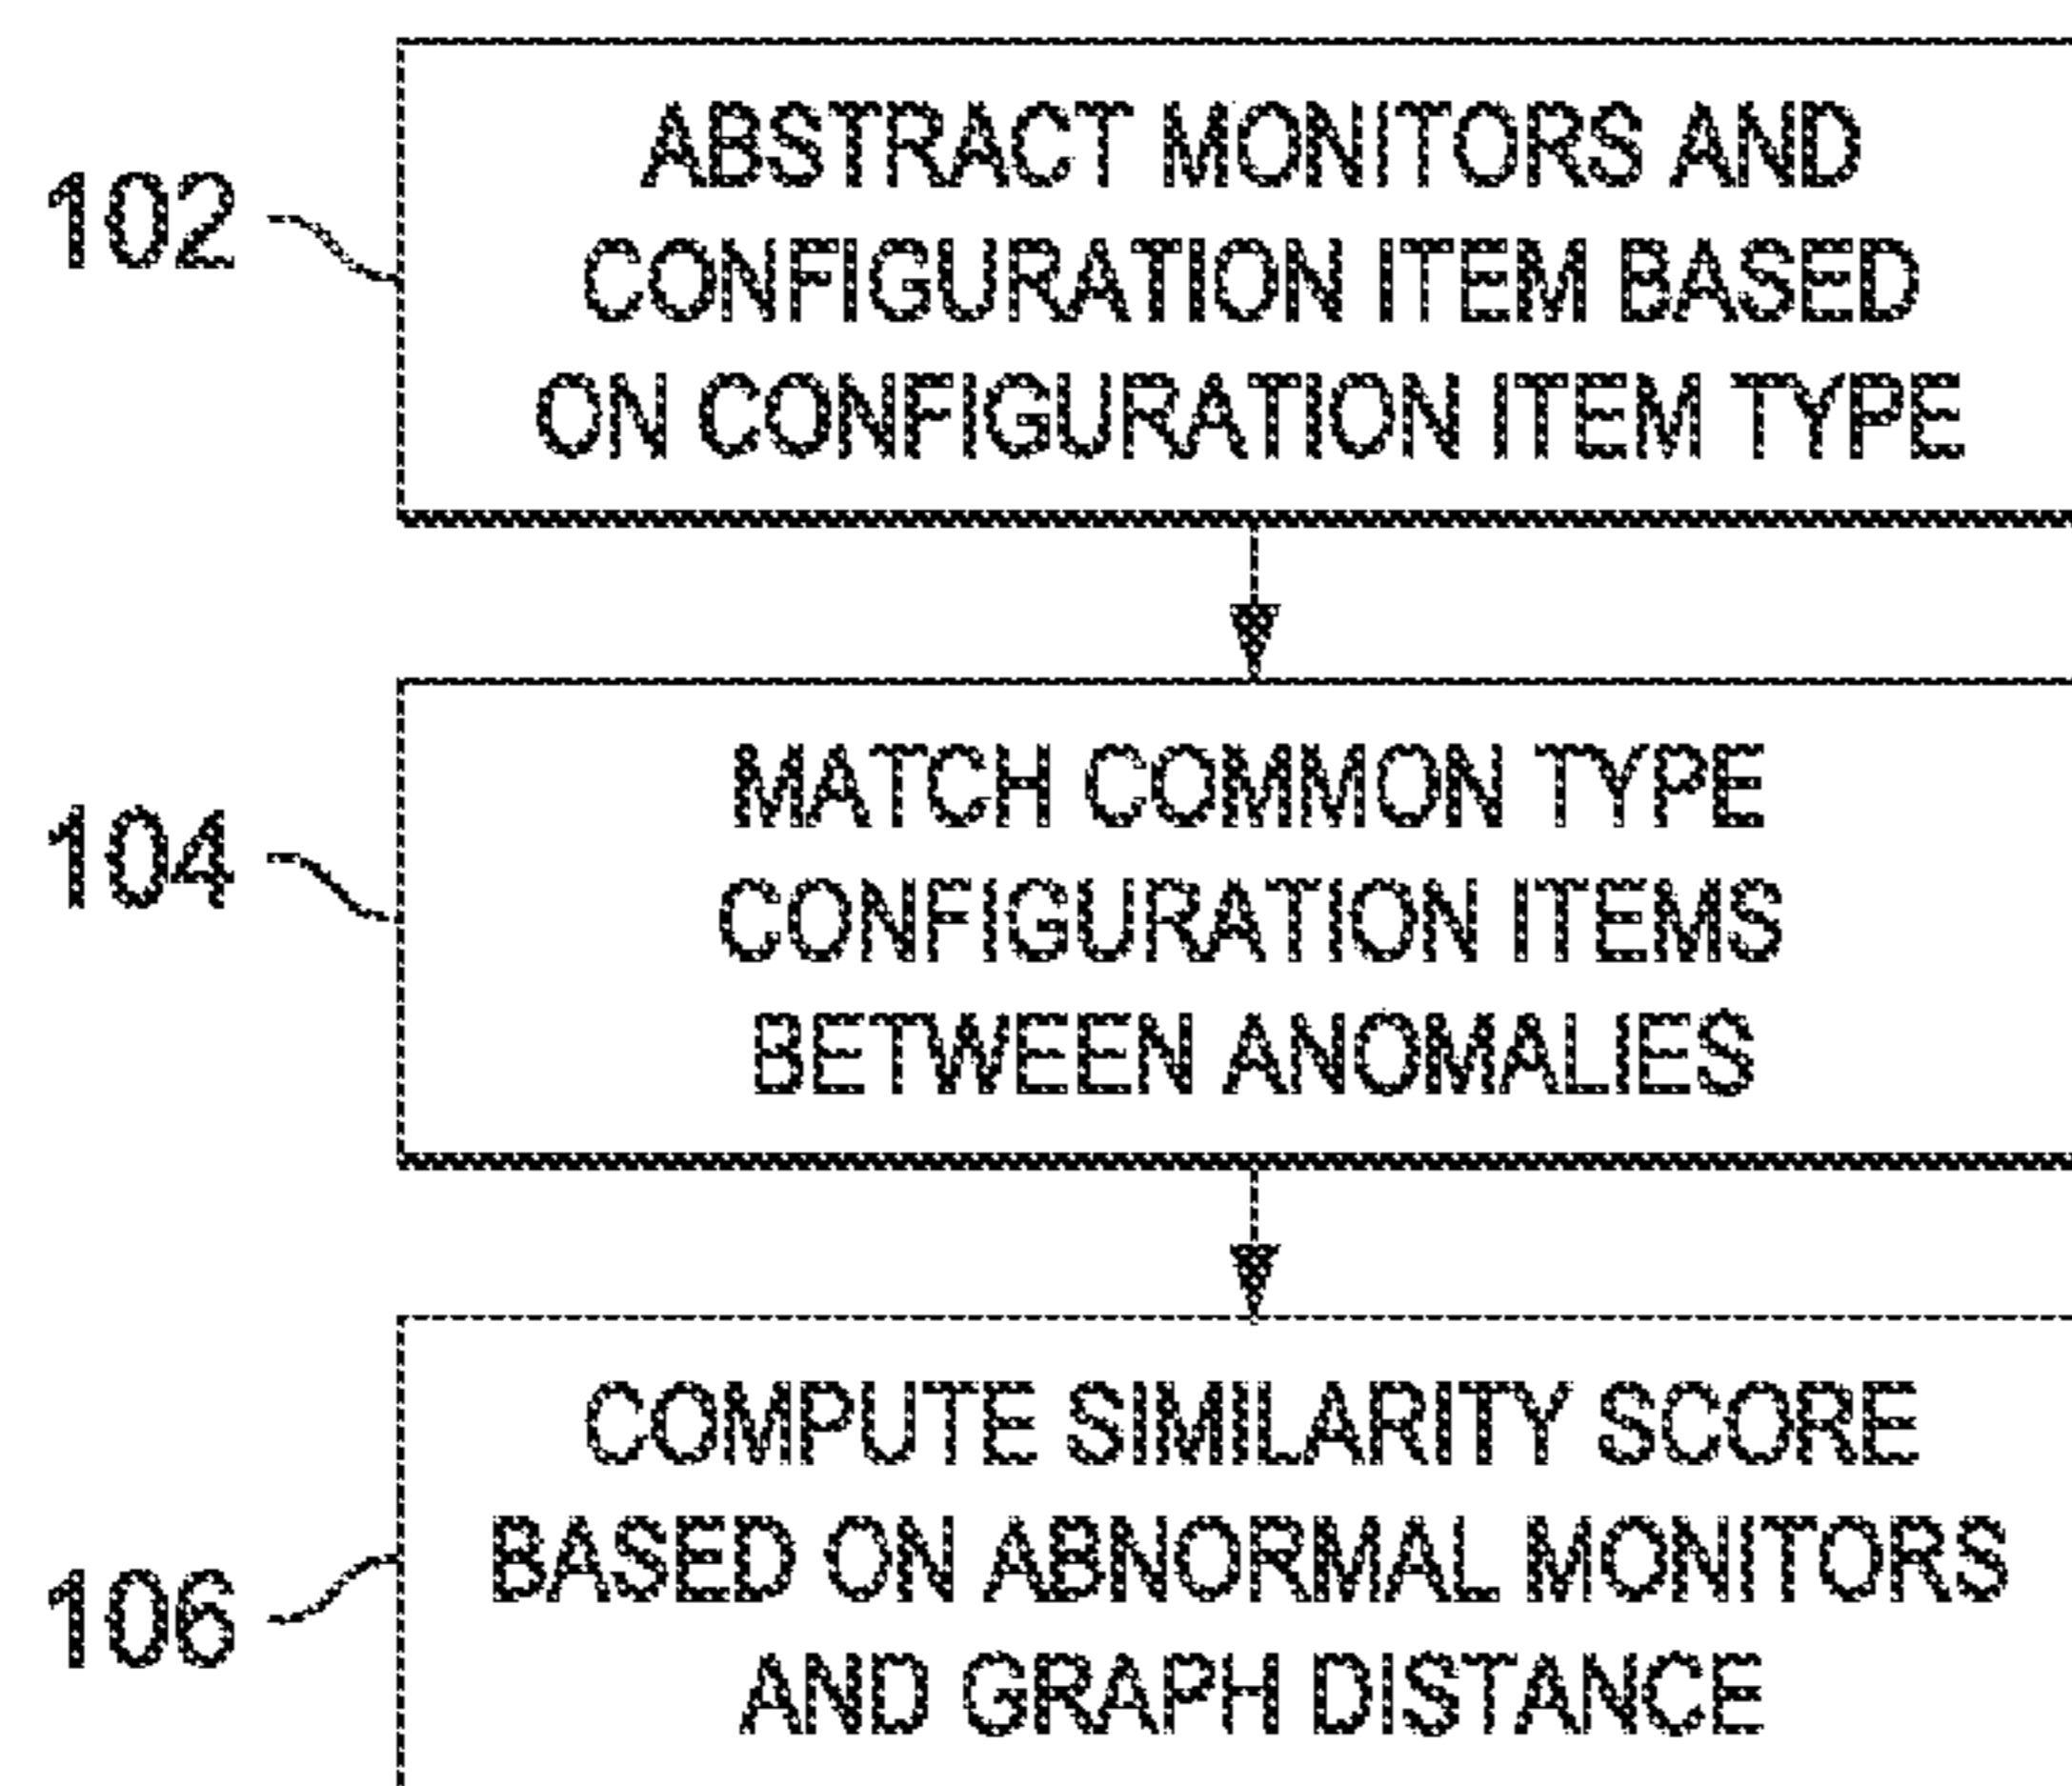 102
ABSTRACT MONITORS AND
CONFIGURATION ITEM BASED
ON CONFIGURATION ITEM TYPE
104
MATCH COMMON TYPE
CONFIGURATION ITEMS
BETWEEN ANOMALIES
106
COMPUTE SIMILARITY SCORE
BASED ON ABNORMAL MONITORS
AND GRAPH DISTANCE